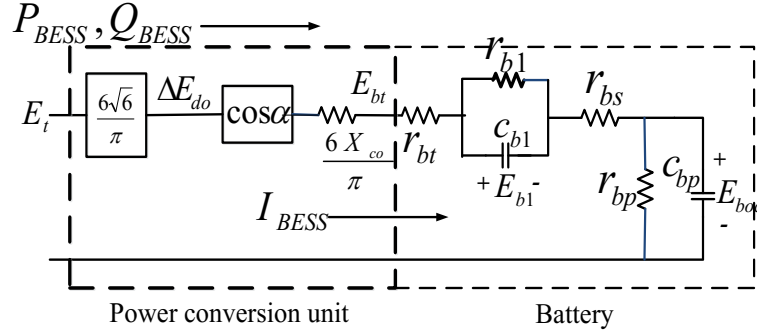 P_BESS, Q_BESS
E_t
6√6/π
ΔE_do
cosα
6 X_co/π
E_bt
r_bt
r_b1
c_b1
+ E_b1 -
r_bs
r_bp
c_bp
+
E_boc
-
I_BESS
Power conversion unit
Battery